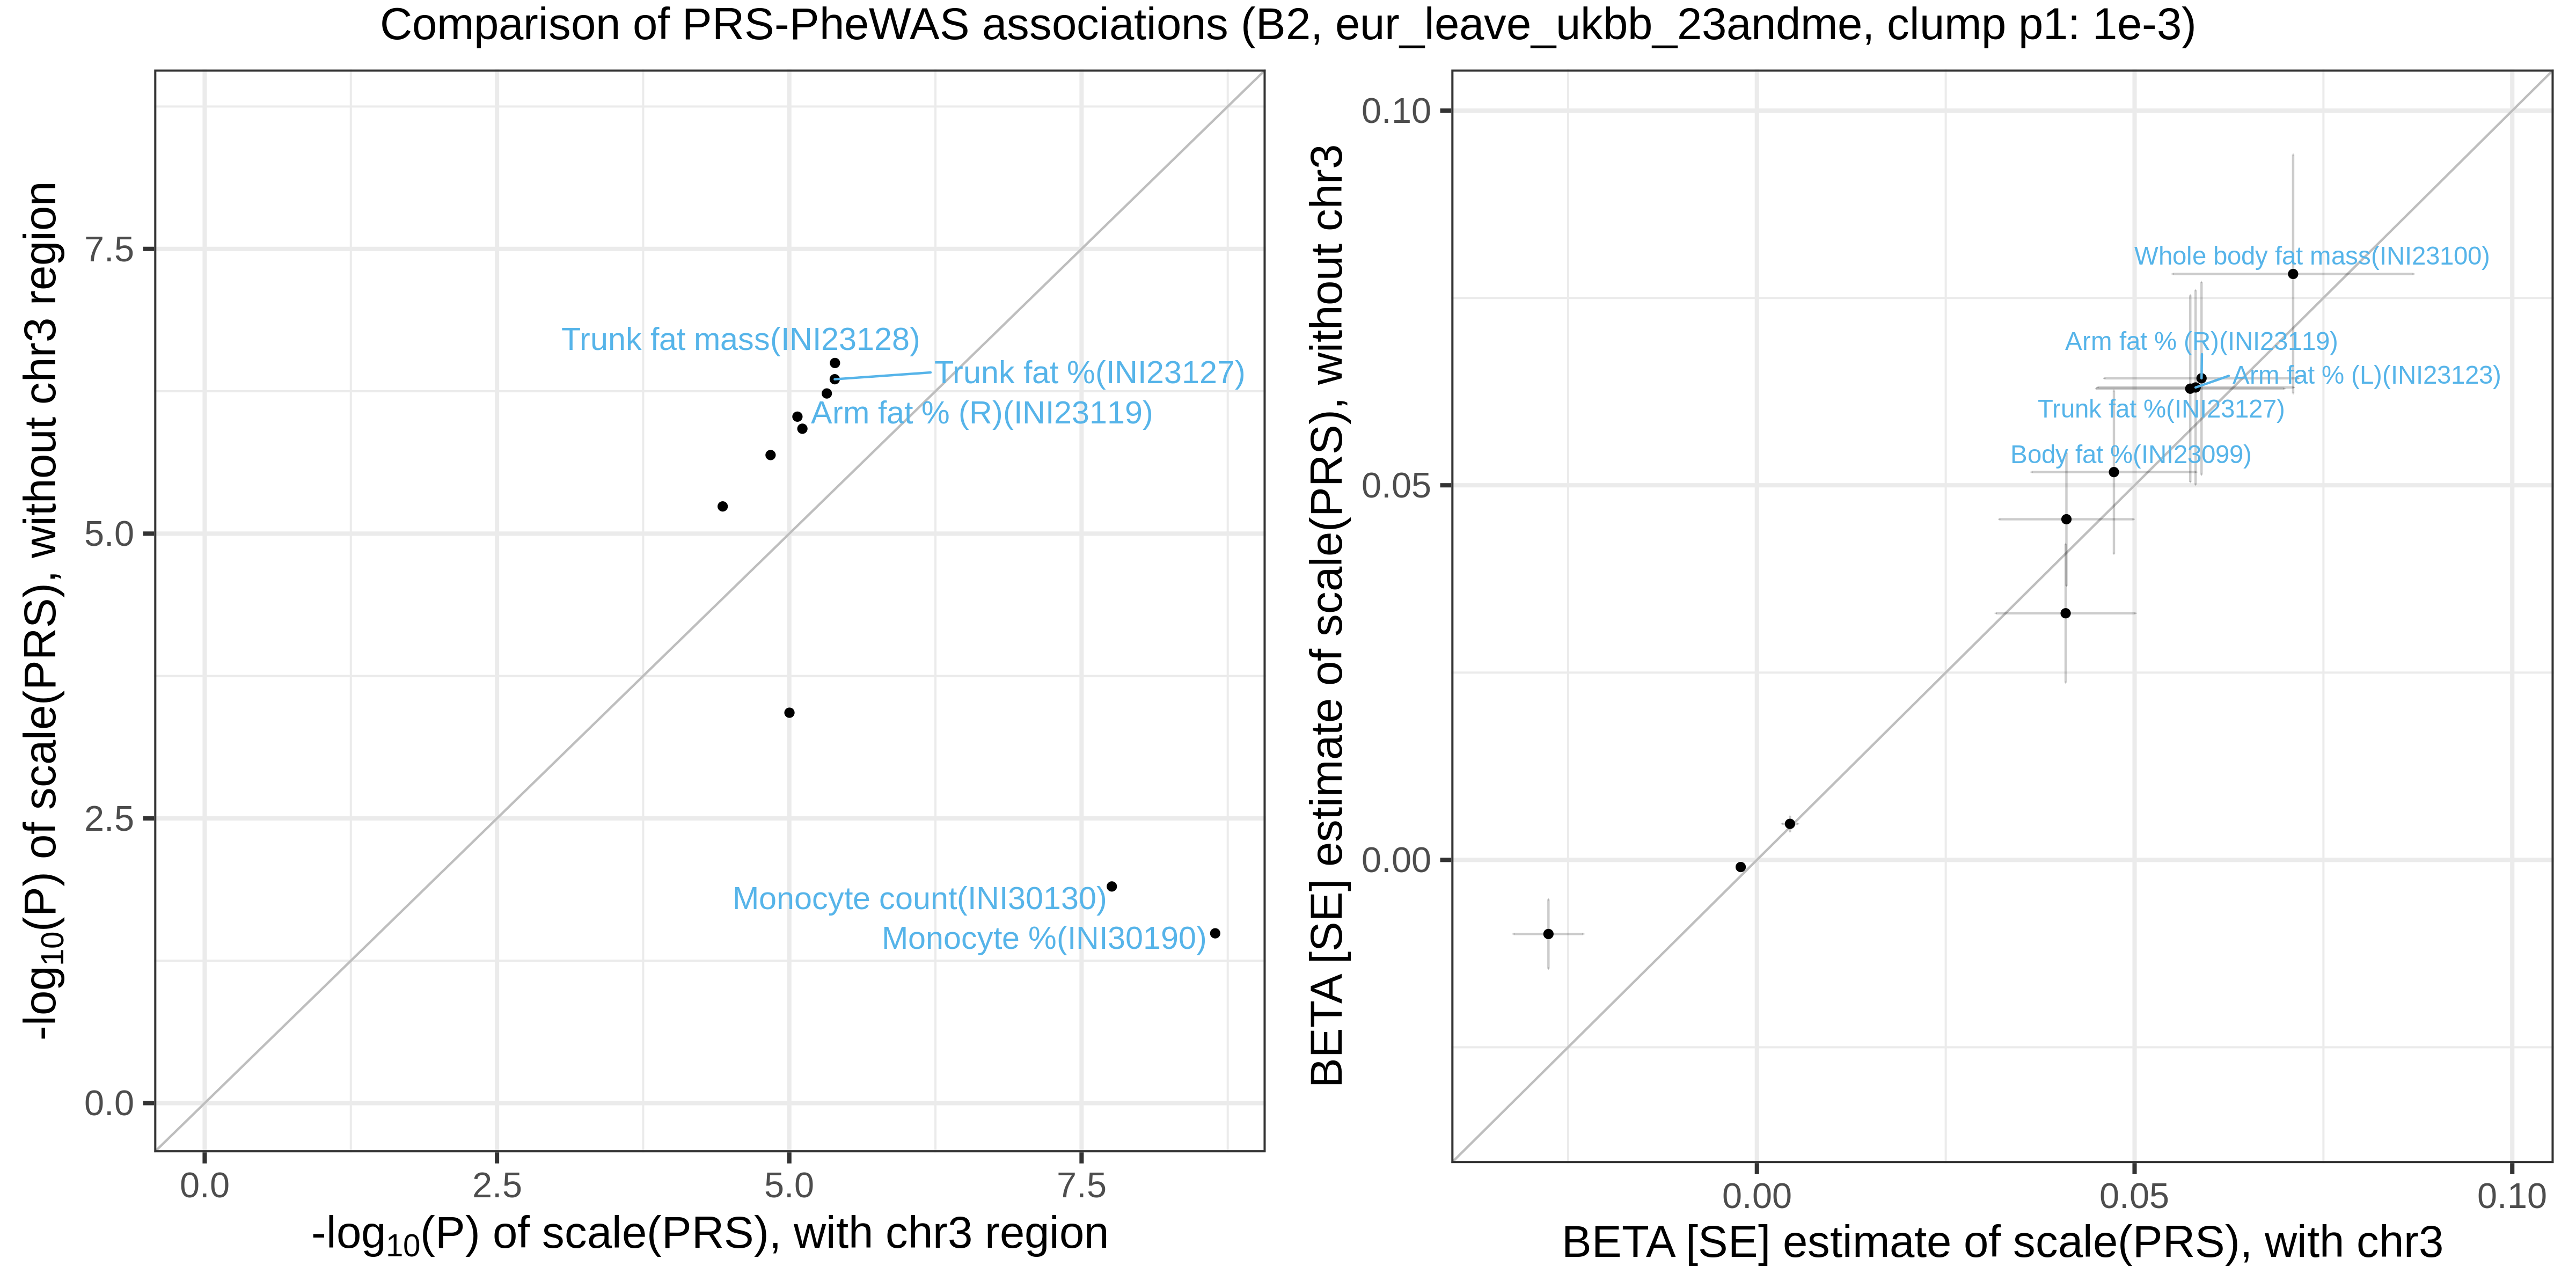 Comparison of PRS-PheWAS associations (B2, eur_leave_ukbb_23andme, clump p1: 1e-3)
-log10(P) of scale(PRS), without chr3 region
7.5
5.0
2.5
0.0
Trunk fat mass(INI23128)
Trunk fat %(INI23127)
Arm fat % (R)(INI23119)
Monocyte count(INI30130)
Monocyte %(INI30190)
0.0
2.5
5.0
7.5
-log10(P) of scale(PRS), with chr3 region
BETA [SE] estimate of scale(PRS), without chr3
0.10
0.05
0.00
Whole body fat mass(INI23100)
Arm fat % (R)(INI23119)
Arm fat % (L)(INI23123)
Trunk fat %(INI23127)
Body fat %(INI23099)
0.00
0.05
0.10
BETA [SE] estimate of scale(PRS), with chr3